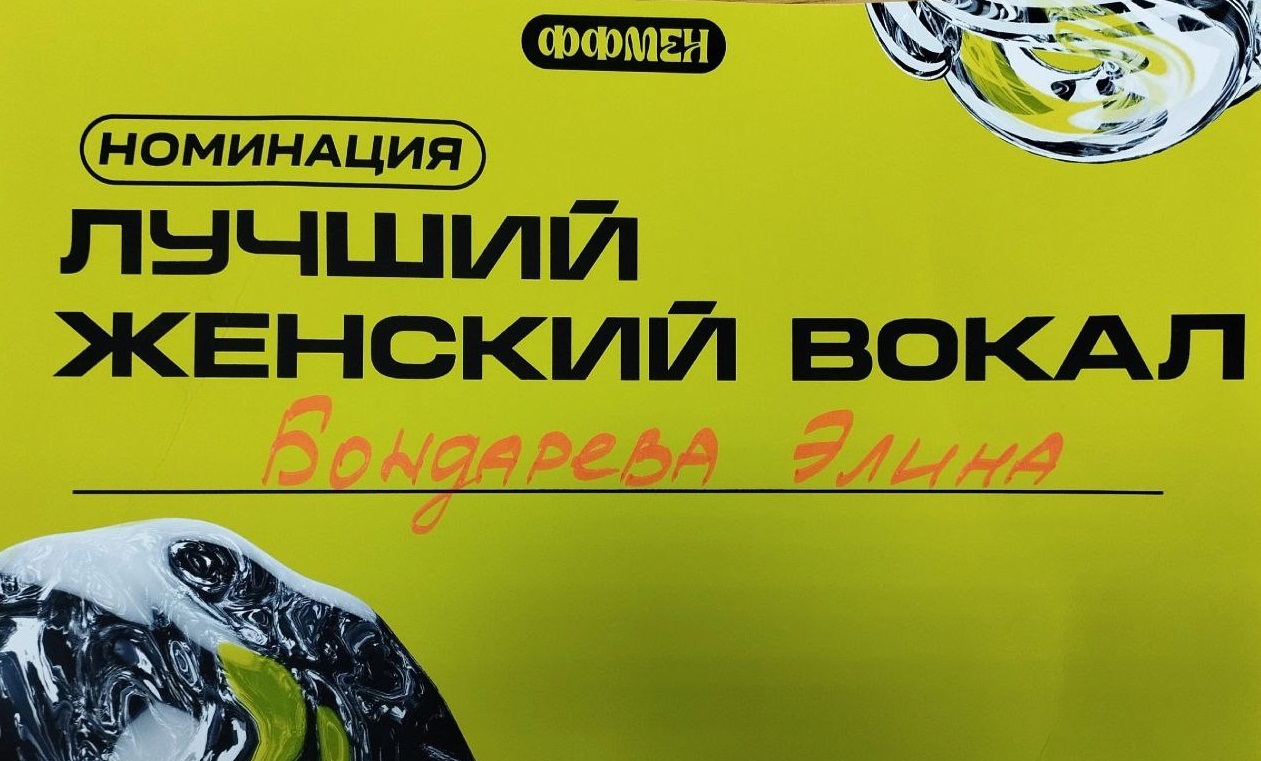 ФФМЕН
НОМИНАЦИЯ
ЛУЧШИЙ
ЖЕНСКИЙ ВОКАЛ
Бондарева Элина